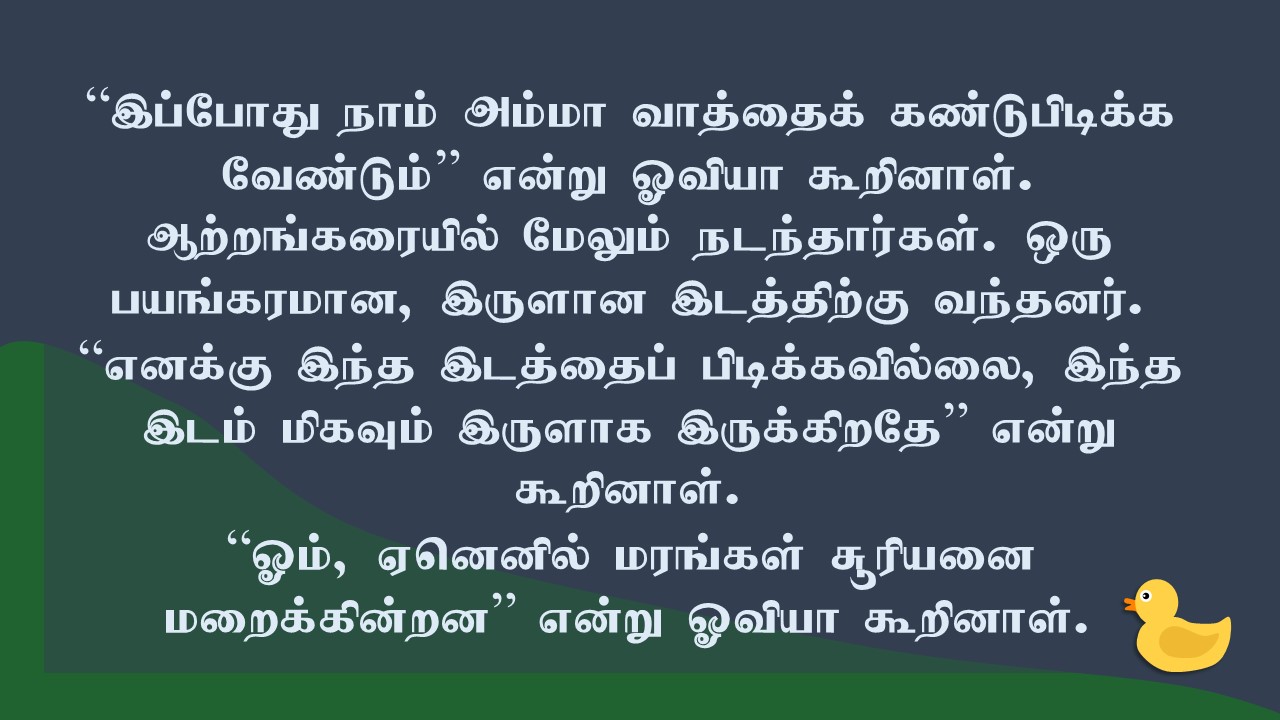 “இப்போது நாம் அம்மா வாத்தைக் கண்டுபிடிக்க
வேண்டும்” என்று ஓவியா கூறினாள்.
ஆற்றங்கரையில் மேலும் நடந்தார்கள். ஒரு
பயங்கரமான, இருளான இடத்திற்கு வந்தனர்.
“எனக்கு இந்த இடத்தைப் பிடிக்கவில்லை, இந்த
இடம் மிகவும் இருளாக இருக்கிறதே” என்று
கூறினாள்.
“ஓம், ஏனெனில் மரங்கள் சூரியனை
மறைக்கின்றன” என்று ஓவியா கூறினாள்.